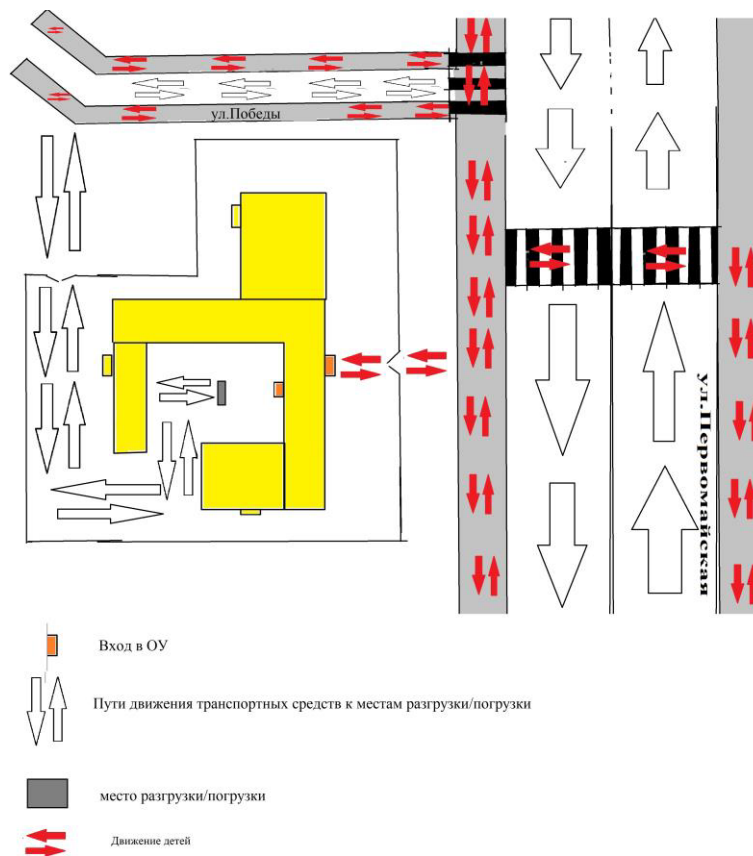 ул.Победы
ул.Первомайская
Вход в ОУ
Пути движения транспортных средств к местам разгрузки/погрузки
место разгрузки/погрузки
Движение детей